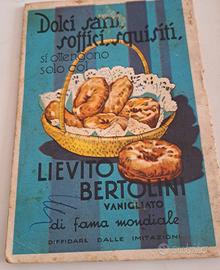 Dolci sani,
soffici, squisiti,
si ottengono
solo col
LIEVITO
BERTOLINI
VANIGLIATO
di fama mondiale
DIFFIDARE DALLE IMITAZIONI